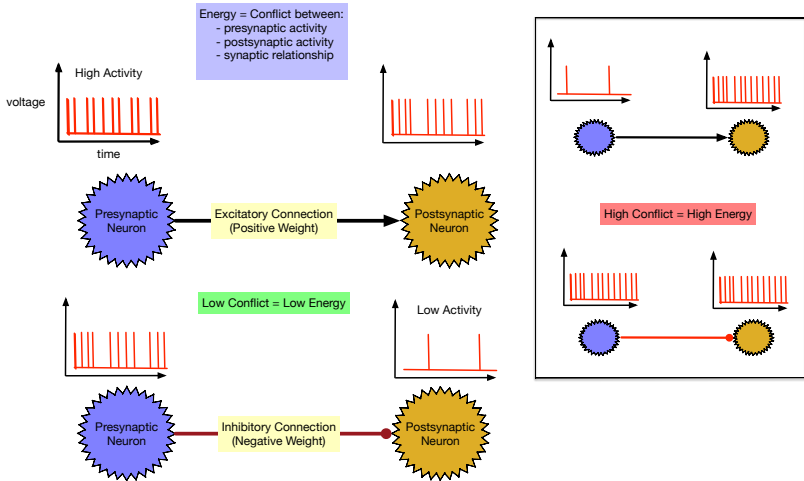 Energy = Conflict between:
- presynaptic activity
- postsynaptic activity
- synaptic relationship
High Activity
voltage
time
Presynaptic
Neuron
Excitatory Connection
(Positive Weight)
Postsynaptic
Neuron
Low Conflict = Low Energy
Low Activity
Presynaptic
Neuron
Inhibitory Connection
(Negative Weight)
Postsynaptic
Neuron
High Conflict = High Energy